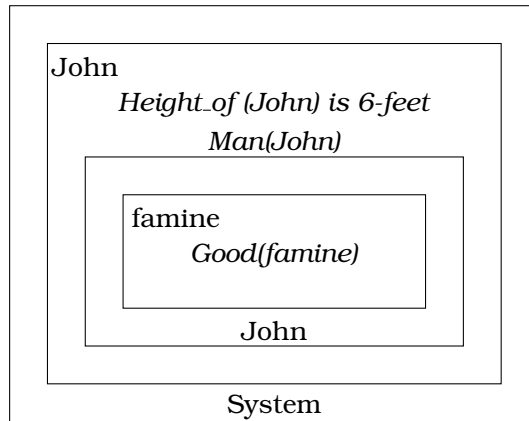 John
Height_of (John) is 6-feet
Man(John)
famine
Good(famine)
John
System